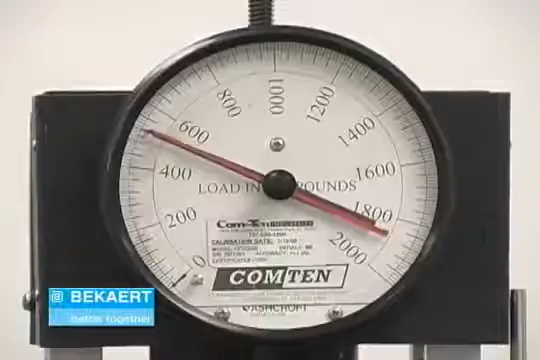 1000
800
1200
600
1400
400
1600
LOAD IN POUNDS
200
1800
2000
0
CALIBRATION DATE:
COMTEN
ASHCROFT
BEKAERT
better together